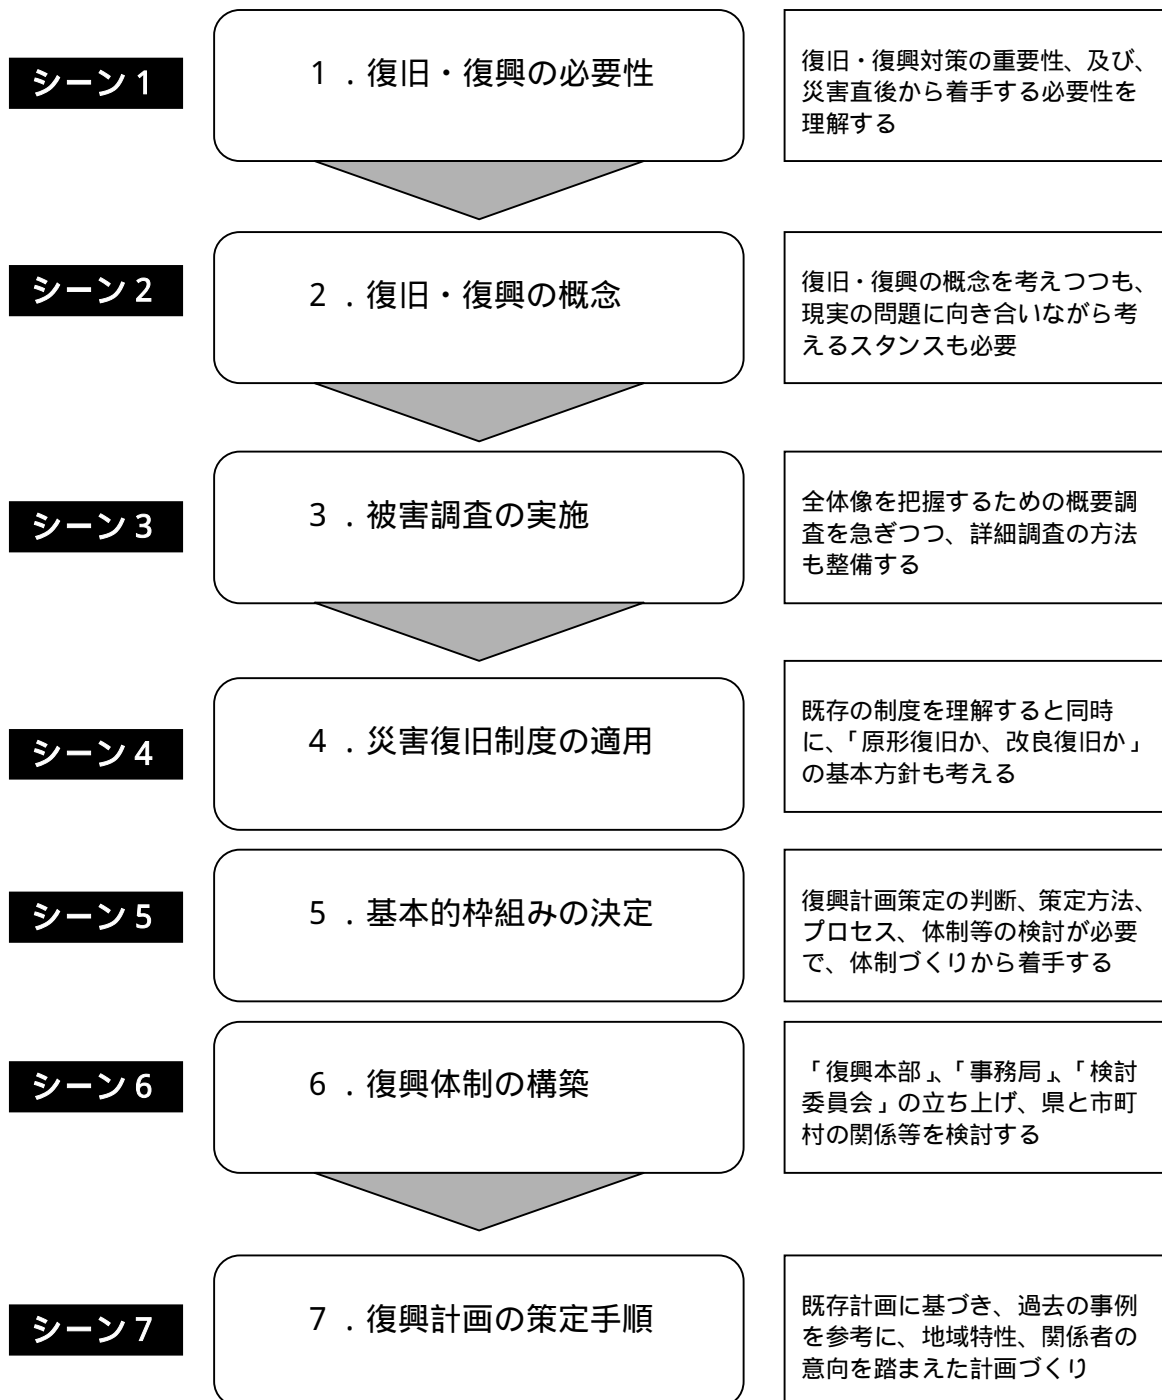 シーン1
1．復旧・復興の必要性
復旧・復興対策の重要性、及び、
災害直後から着手する必要性を
理解する
シーン2
2．復旧・復興の概念
復旧・復興の概念を考えつつも、
現実の問題に向き合いながら考
えるスタンスも必要
シーン3
3．被害調査の実施
全体像を把握するための概要調
査を急ぎつつ、詳細調査の方法
も整備する
シーン4
4．災害復旧制度の適用
既存の制度を理解すると同時
に、「原形復旧か、改良復旧か」
の基本方針も考える
シーン5
5．基本的枠組みの決定
復興計画策定の判断、策定方法、
プロセス、体制等の検討が必要
で、体制づくりから着手する
シーン6
6．復興体制の構築
「復興本部」、「事務局」、「検討
委員会」の立ち上げ、県と市町
村の関係等を検討する
シーン7
7．復興計画の策定手順
既存計画に基づき、過去の事例
を参考に、地域特性、関係者の
意向を踏まえた計画づくり